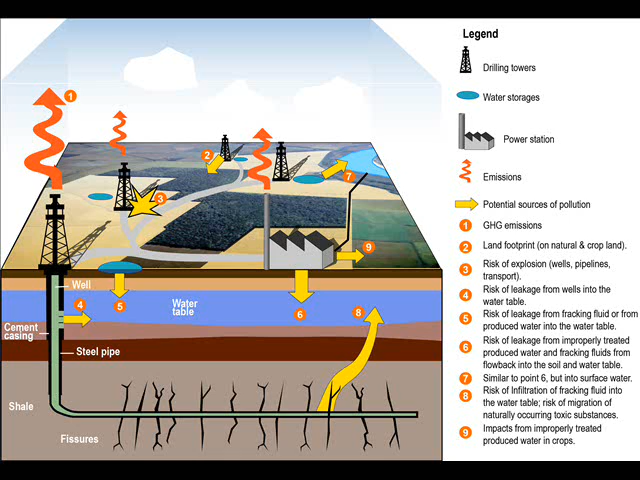 Legend
Drilling towers
Water storages
Power station
Emissions
Potential sources of pollution
1 GHG emissions
2 Land footprint (on natural & crop land).
3 Risk of explosion (wells, pipelines,
transport).
4 Risk of leakage from wells into the
water table.
5 Risk of leakage from fracking fluid or from
produced water into the water table.
6 Risk of leakage from improperly treated
produced water and fracking fluids from
flowback into the soil and water table.
7 Similar to point 6, but into surface water.
8 Risk of Infiltration of fracking fluid into
the water table; risk of migration of
naturally occurring toxic substances.
9 Impacts from improperly treated
produced water in crops.
1
2
7
3
9
Well
4
5
Water
table
6
8
Cement
casing
Steel pipe
Shale
Fissures